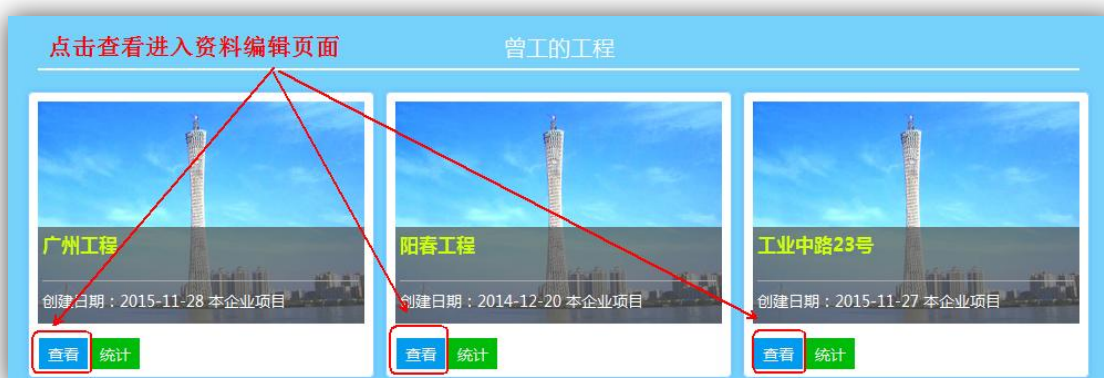 点击查看进入资料编辑页面
曾工的工程
广州工程
创建日期：2015-11-28 本企业项目
查看 统计
阳春工程
创建日期：2014-12-20 本企业项目
查看 统计
工业中路23号
创建日期：2015-11-27 本企业项目
查看 统计